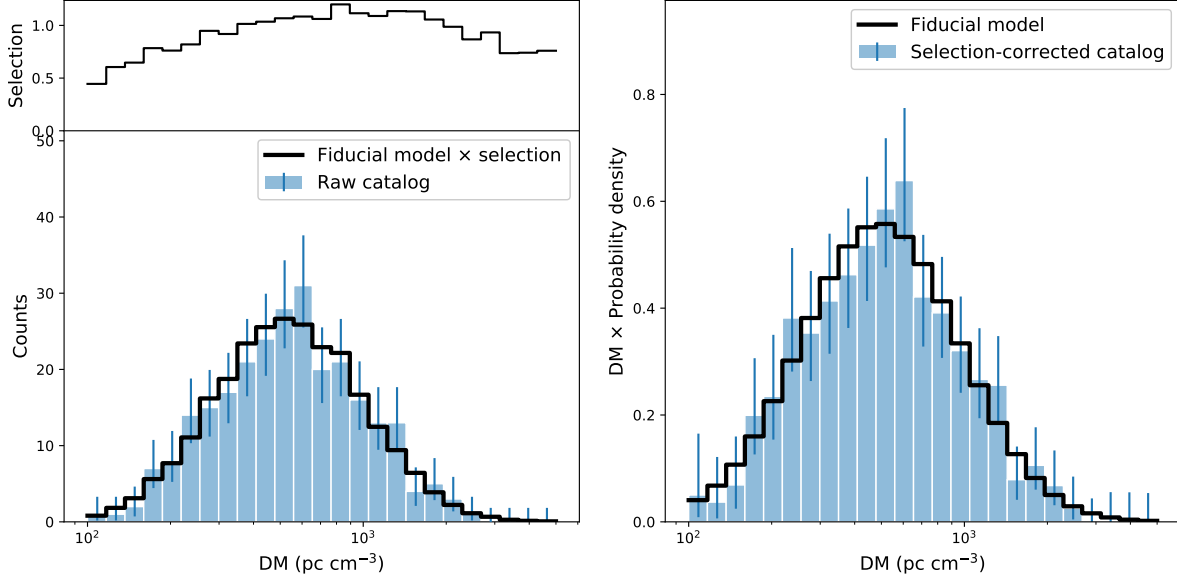 1.0
0.5
0.0
Selection
50
40
30
20
10
0
Counts
Fiducial model × selection
Raw catalog
10²
10³
DM (pc cm⁻³)
0.8
0.6
0.4
0.2
0.0
DM × Probability density
Fiducial model
Selection-corrected catalog
10²
10³
DM (pc cm⁻³)